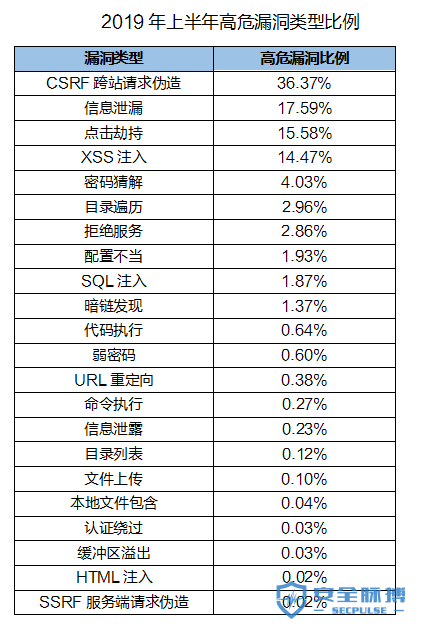 2019 年上半年高危漏洞类型比例
漏洞类型 高危漏洞比例
CSRF 跨站请求伪造 36.37%
信息泄漏 17.59%
点击劫持 15.58%
XSS 注入 14.47%
密码猜解 4.03%
目录遍历 2.96%
拒绝服务 2.86%
配置不当 1.93%
SQL 注入 1.87%
暗链发现 1.37%
代码执行 0.64%
弱密码 0.60%
URL 重定向 0.38%
命令执行 0.27%
信息泄露 0.23%
目录列表 0.12%
文件上传 0.10%
本地文件包含 0.04%
认证绕过 0.03%
缓冲区溢出 0.03%
HTML 注入 0.02%
SSRF 服务端请求伪造 0.02%
安全脉搏
SECPULSE